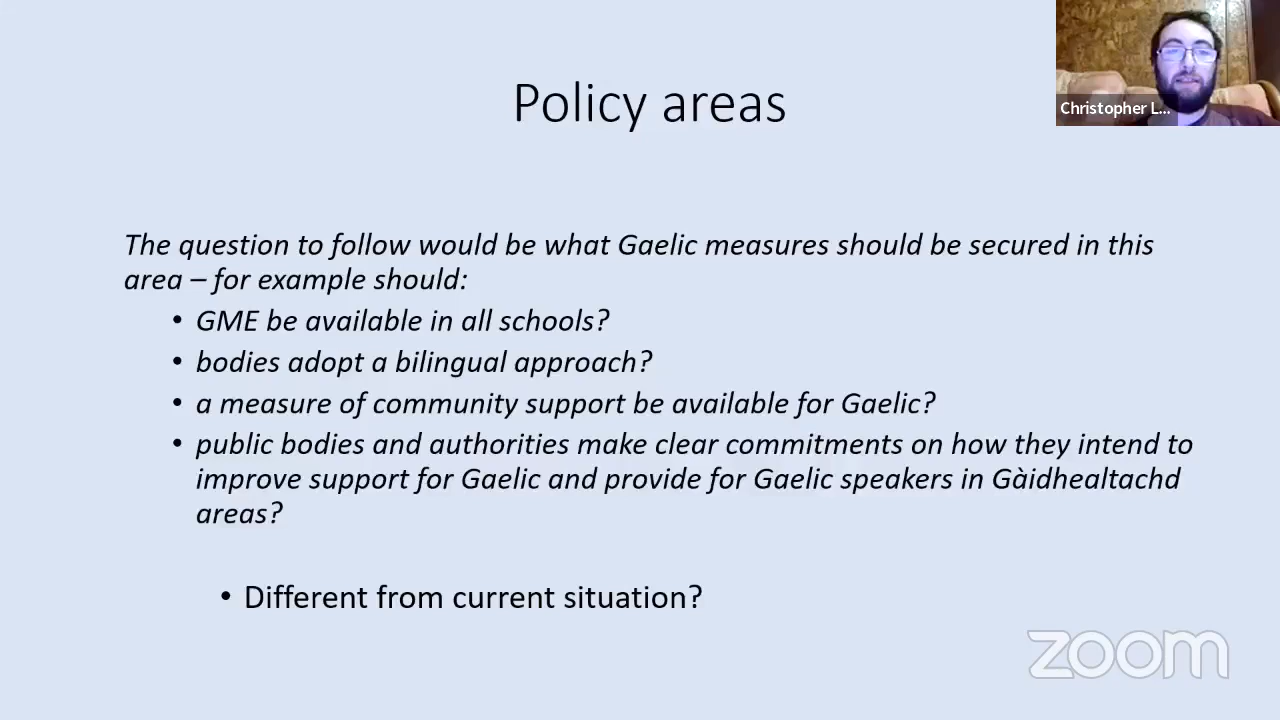 Policy areas
Christopher L...
The question to follow would be what Gaelic measures should be secured in this
area – for example should:
• GME be available in all schools?
• bodies adopt a bilingual approach?
• a measure of community support be available for Gaelic?
• public bodies and authorities make clear commitments on how they intend to
improve support for Gaelic and provide for Gaelic speakers in Gàidhealtachd
areas?
• Different from current situation?
zoom